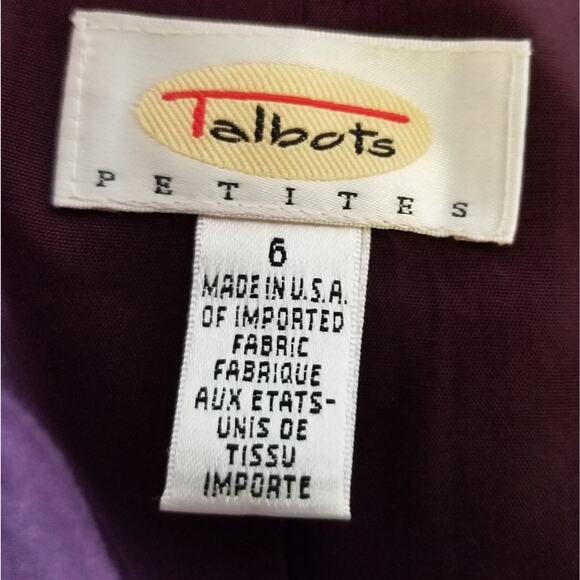 Talbots
PETITES
6
MADE IN U.S.A.
OF IMPORTED
FABRIC
FABRIQUE
AUX ETATS-
UNIS DE
TISSU
IMPORTE